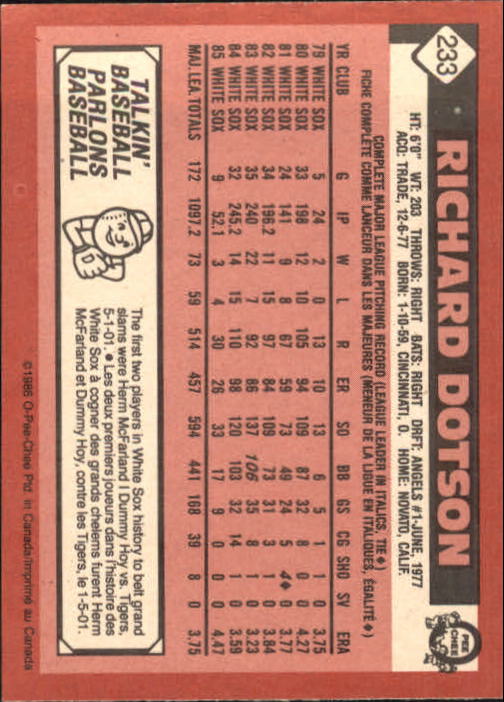 233
RICHARD DOTSON
O PEE CHEE
HT: 6'0" WT: 203 THROWS: RIGHT BATS: RIGHT DRFT: ANGELS #1-JUNE, 1977
ACQ: TRADE, 12-6-77 BORN: 1-10-59, CINCINNATI, O. HOME: NOVATO, CALIF.
COMPLETE MAJOR LEAGUE PITCHING RECORD (LEAGUE LEADER IN ITALICS, TIE ♦)
FICHE COMPLÈTE COMME LANCEUR DANS LES MAJEURES (MENEUR DE LA LIGUE EN ITALIQUES, ÉGALITÉ ♦)
YR CLUB G IP W L R ER SO BB GS CG SHO SV ERA
79 WHITE SOX 5 24 2 0 13 10 13 6 5 1 1 0 3.75
80 WHITE SOX 33 198 12 10 105 94 109 87 32 8 0 0 4.27
81 WHITE SOX 24 141 9 8 67 59 73 49 24 5 4♦ 0 3.77
82 WHITE SOX 34 196.2 11 15 97 84 109 73 31 3 1 0 3.84
83 WHITE SOX 35 240 22 7 92 86 137 106 35 8 1 0 3.23
84 WHITE SOX 32 245.2 14 15 110 98 120 103 32 14 1 0 3.59
85 WHITE SOX 9 52.1 3 4 30 26 33 17 9 0 0 0 4.47
MAJ. LEA. TOTALS 172 1097.2 73 59 514 457 594 441 168 39 8 0 3.75
TALKIN'
BASEBALL
PARLONS
BASEBALL
The first two players in White Sox history to belt grand
slams were Herm McFarland / Dummy Hoy vs. Tigers,
5-1-01. ● Les deux premiers joueurs dans l'histoire des
White Sox à cogner des grands chelems furent Herm
McFarland et Dummy Hoy, contre les Tigers, le 1-5-01.
©1986 O-Pee-Chee Ptd. in Canada/Imprimé au Canada